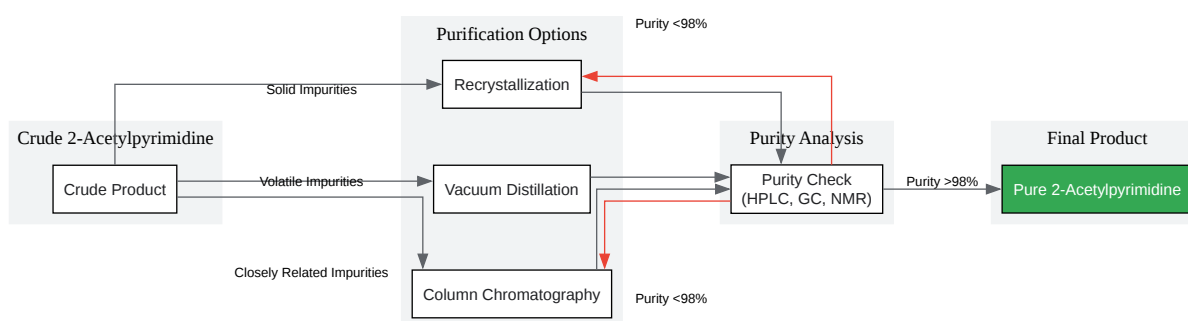 Purity <98%
Purification Options
Recrystallization
Solid Impurities
Crude 2-Acetylpyrimidine
Purity Analysis
Final Product
Crude Product
Volatile Impurities
Vacuum Distillation
Purity Check
(HPLC, GC, NMR)
Purity >98%
Pure 2-Acetylpyrimidine
Closely Related Impurities
Column Chromatography
Purity <98%